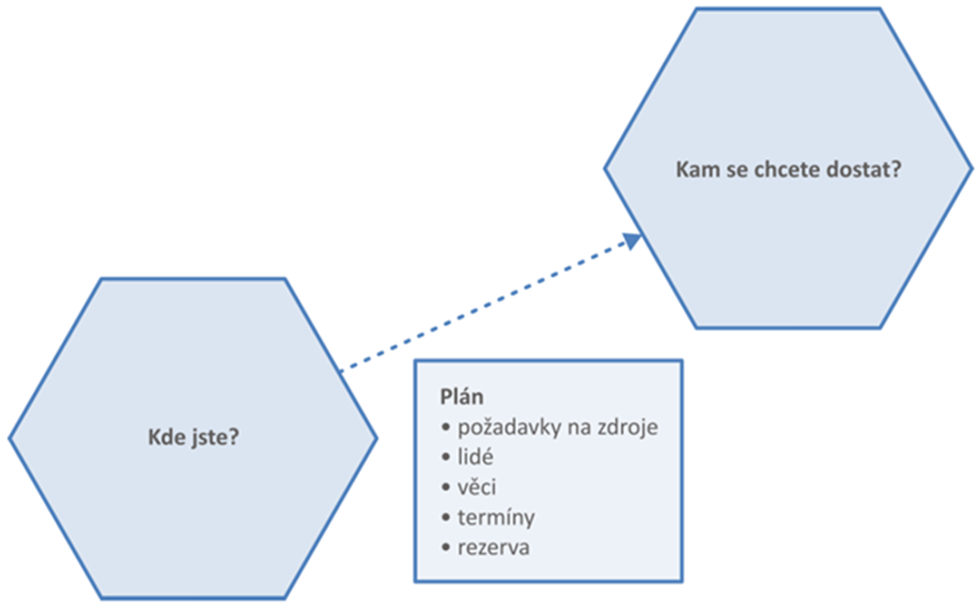 Kam se chcete dostat?
Kde jste?
Plán
• požadavky na zdroje
• lidé
• věci
• termíny
• rezerva